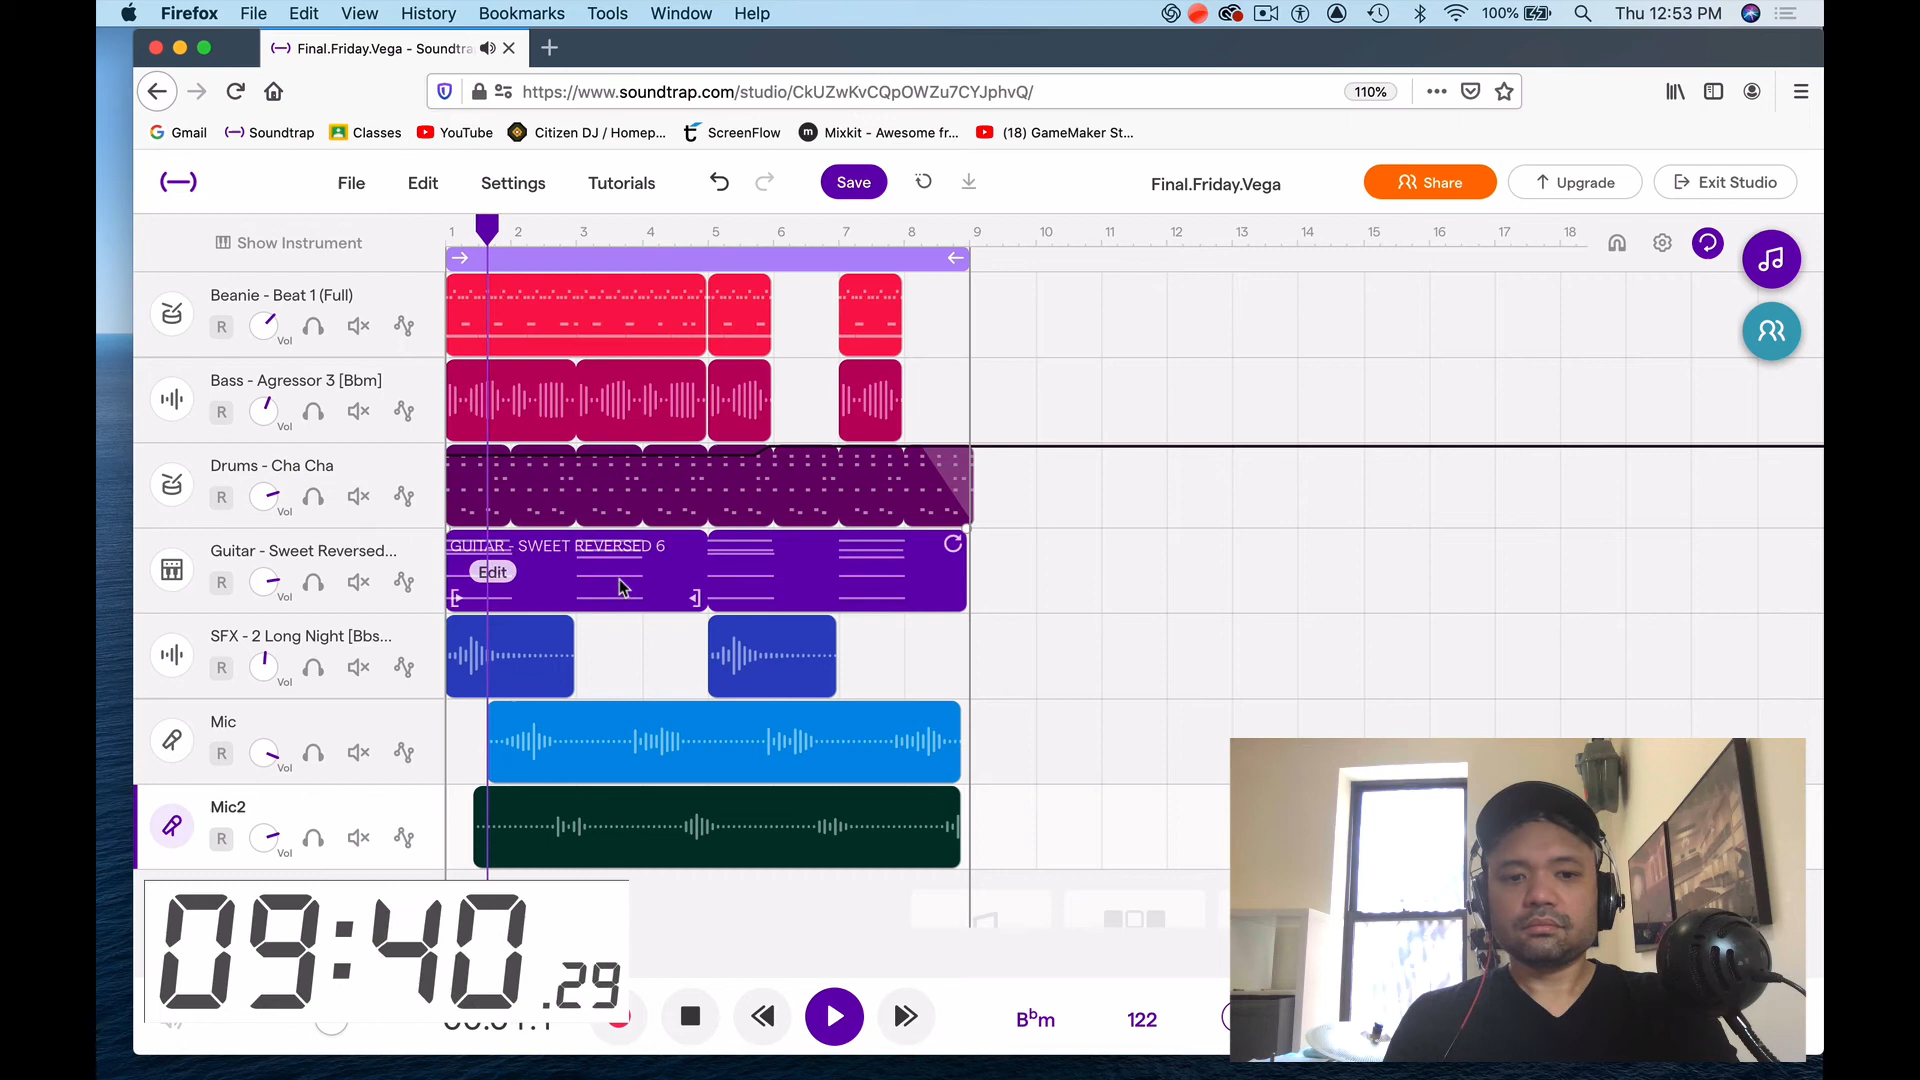 Firefox File Edit View History Bookmarks Tools Window Help 100% Thu 12:53 PM
Final.Friday.Vega - Soundtra
https://www.soundtrap.com/studio/CkUZwKvCQpOWZu7CYJphvQ/ 110%
Gmail Soundtrap Classes YouTube Citizen DJ / Homep... ScreenFlow Mixkit - Awesome fr... (18) GameMaker St...
File Edit Settings Tutorials Save Final.Friday.Vega Share Upgrade Exit Studio
Show Instrument 1 2 3 4 5 6 7 8 9 10 11 12 13 14 15 16 17 18
Beanie - Beat 1 (Full)
R Vol
Bass - Agressor 3 [Bbm]
R Vol
Drums - Cha Cha
R Vol
Guitar - Sweet Reversed...
R Vol
GUITAR - SWEET REVERSED 6
Edit
SFX - 2 Long Night [Bbs...
R Vol
Mic
R Vol
Mic2
R Vol
09:40.29
Bbm 122